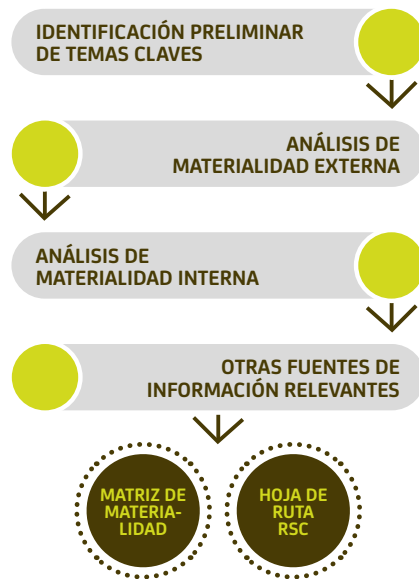 IDENTIFICACIÓN PRELIMINAR
DE TEMAS CLAVES
ANÁLISIS DE
MATERIALIDAD EXTERNA
ANÁLISIS DE
MATERIALIDAD INTERNA
OTRAS FUENTES DE
INFORMACIÓN RELEVANTES
MATRIZ DE
MATERIA-
LIDAD
HOJA DE
RUTA
RSC